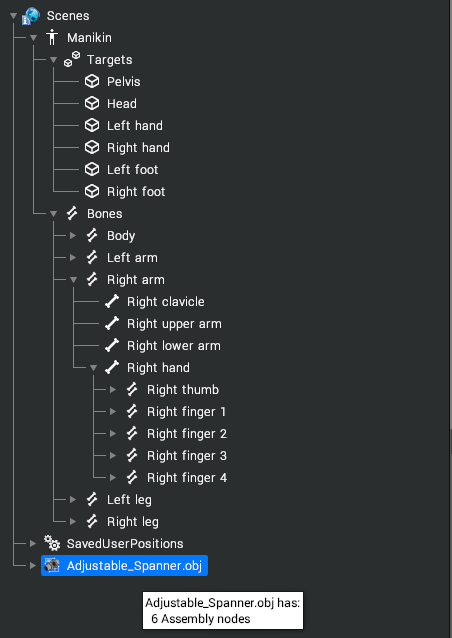 Scenes
Manikin
Targets
Pelvis
Head
Left hand
Right hand
Left foot
Right foot
Bones
Body
Left arm
Right arm
Right clavicle
Right upper arm
Right lower arm
Right hand
Right thumb
Right finger 1
Right finger 2
Right finger 3
Right finger 4
Left leg
Right leg
SavedUserPositions
Adjustable_Spanner.obj
Adjustable_Spanner.obj has:
6 Assembly nodes